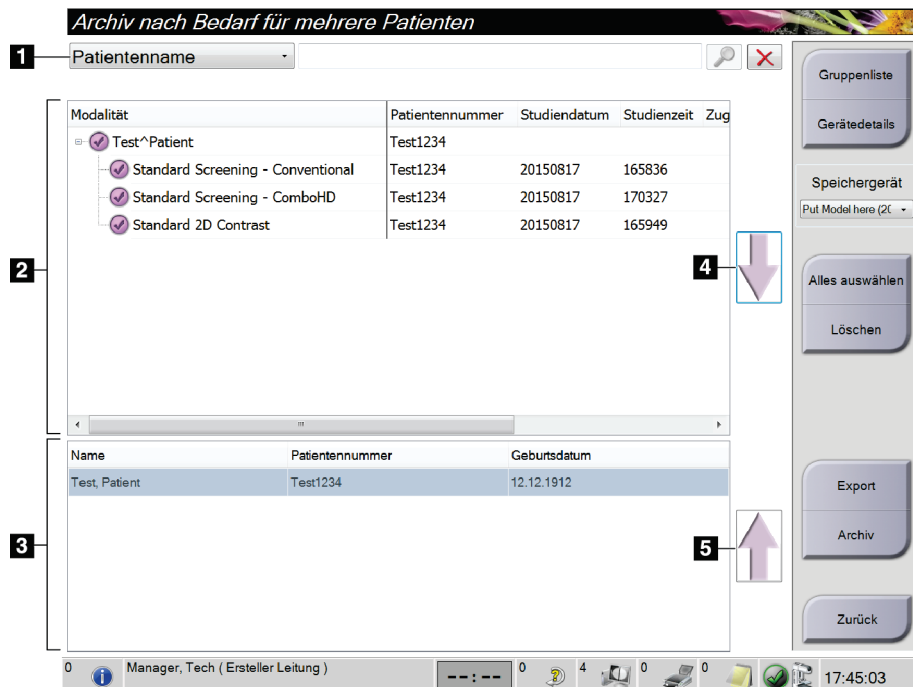 Archiv nach Bedarf für mehrere Patienten
1 Patientenname
Gruppenliste
Gerätedetails
Speichergerät
Put Model here (20
Alles auswählen
Löschen
Export
Archiv
Zurück
2
Modalität Patientennummer Studiendatum Studienzeit Zug
Test^Patient Test1234
Standard Screening - Conventional Test1234 20150817 165836
Standard Screening - ComboHD Test1234 20150817 170327
Standard 2D Contrast Test1234 20150817 165949
4
3
Name Patientennummer Geburtsdatum
Test, Patient Test1234 12.12.1912
5
0 Manager, Tech ( Ersteller Leitung ) --:-- 0 4 0 0 17:45:03